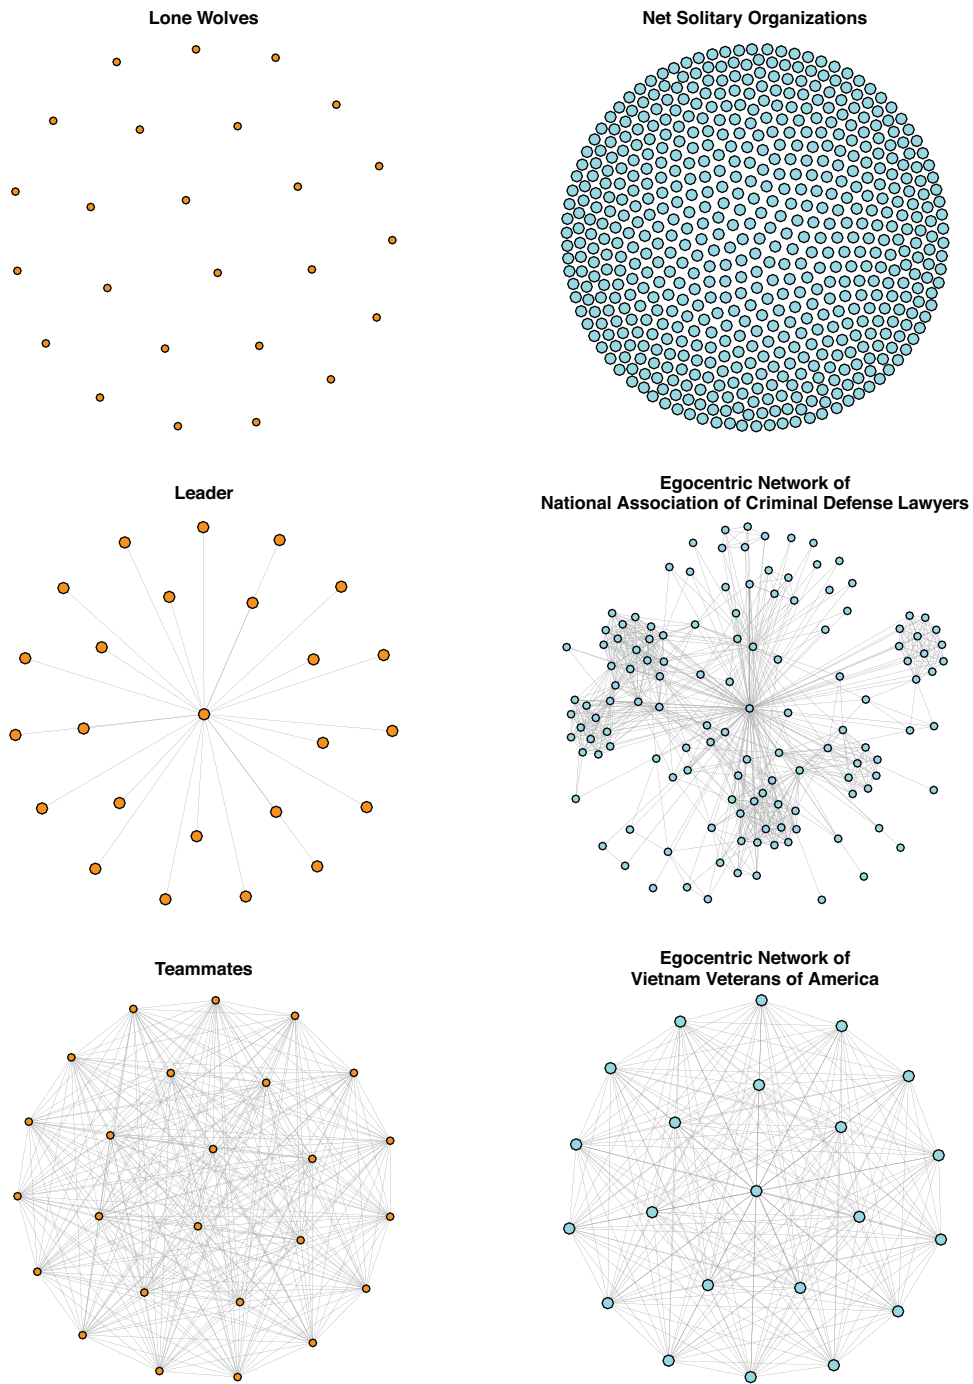 Lone Wolves
Net Solitary Organizations
Leader
Egocentric Network of
National Association of Criminal Defense Lawyers
Teammates
Egocentric Network of
Vietnam Veterans of America